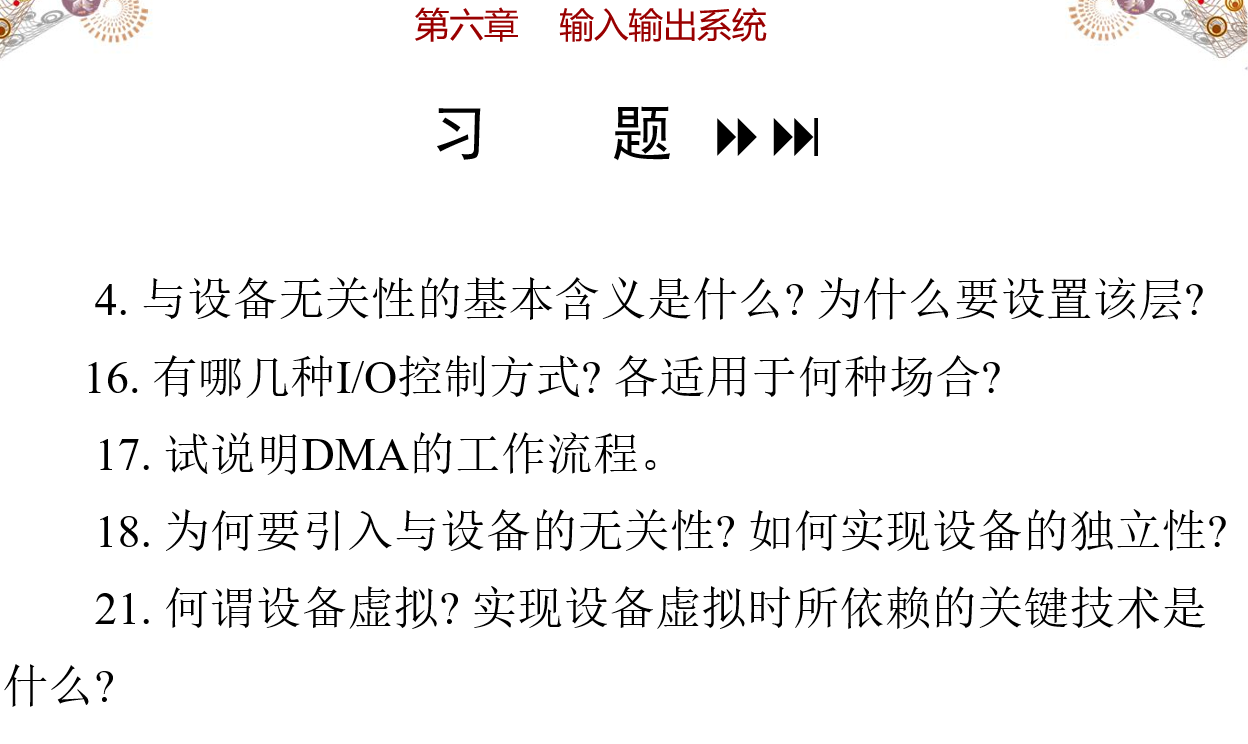 第六章 输入输出系统
习 题
4. 与设备无关性的基本含义是什么? 为什么要设置该层?
16. 有哪几种I/O控制方式? 各适用于何种场合?
17. 试说明DMA的工作流程。
18. 为何要引入与设备的无关性? 如何实现设备的独立性?
21. 何谓设备虚拟? 实现设备虚拟时所依赖的关键技术是
什么?